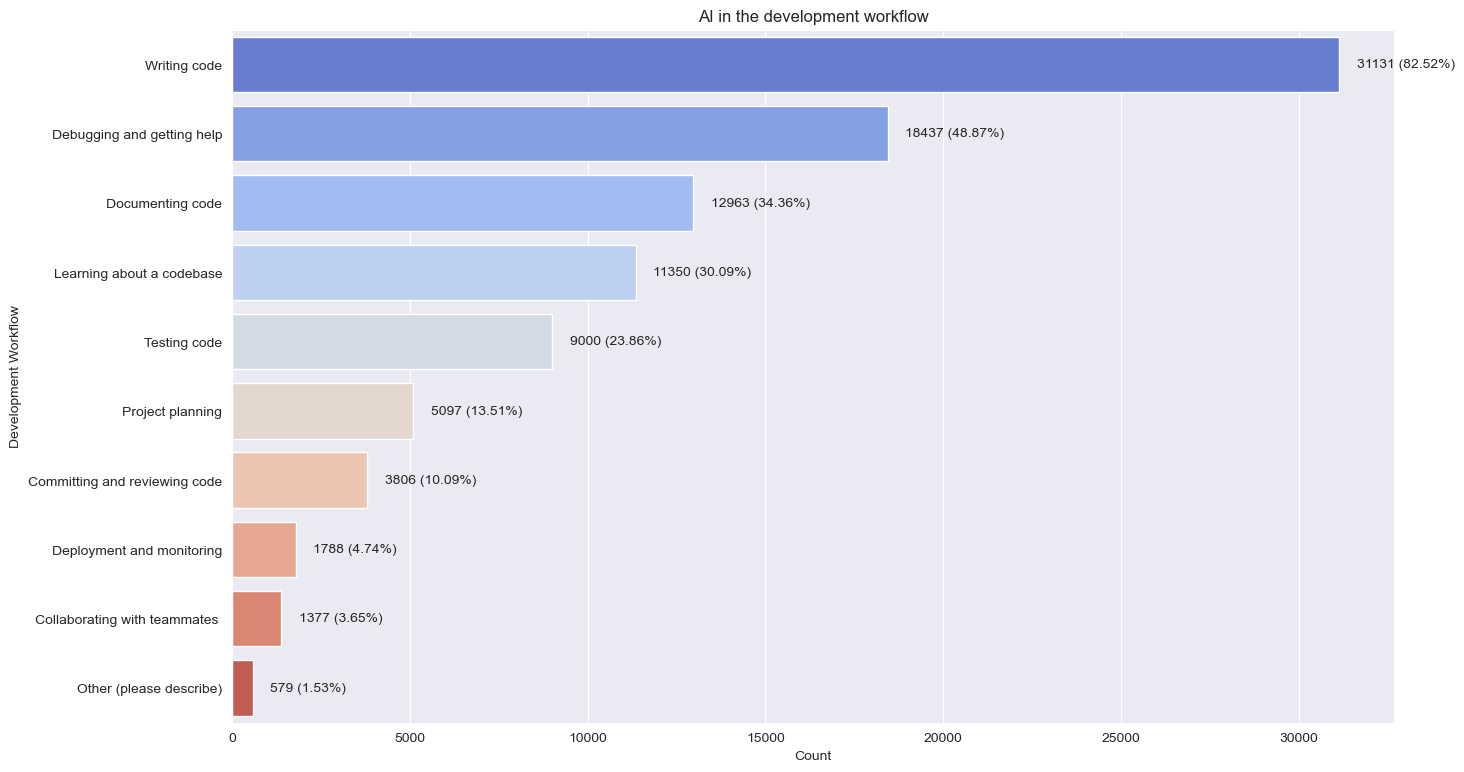 AI in the development workflow
Writing code
31131 (82.52%)
Debugging and getting help
18437 (48.87%)
Documenting code
12963 (34.36%)
Learning about a codebase
11350 (30.09%)
Testing code
9000 (23.86%)
Project planning
5097 (13.51%)
Committing and reviewing code
3806 (10.09%)
Deployment and monitoring
1788 (4.74%)
Collaborating with teammates
1377 (3.65%)
Other (please describe)
579 (1.53%)
Development Workflow
0 5000 10000 15000 20000 25000 30000
Count